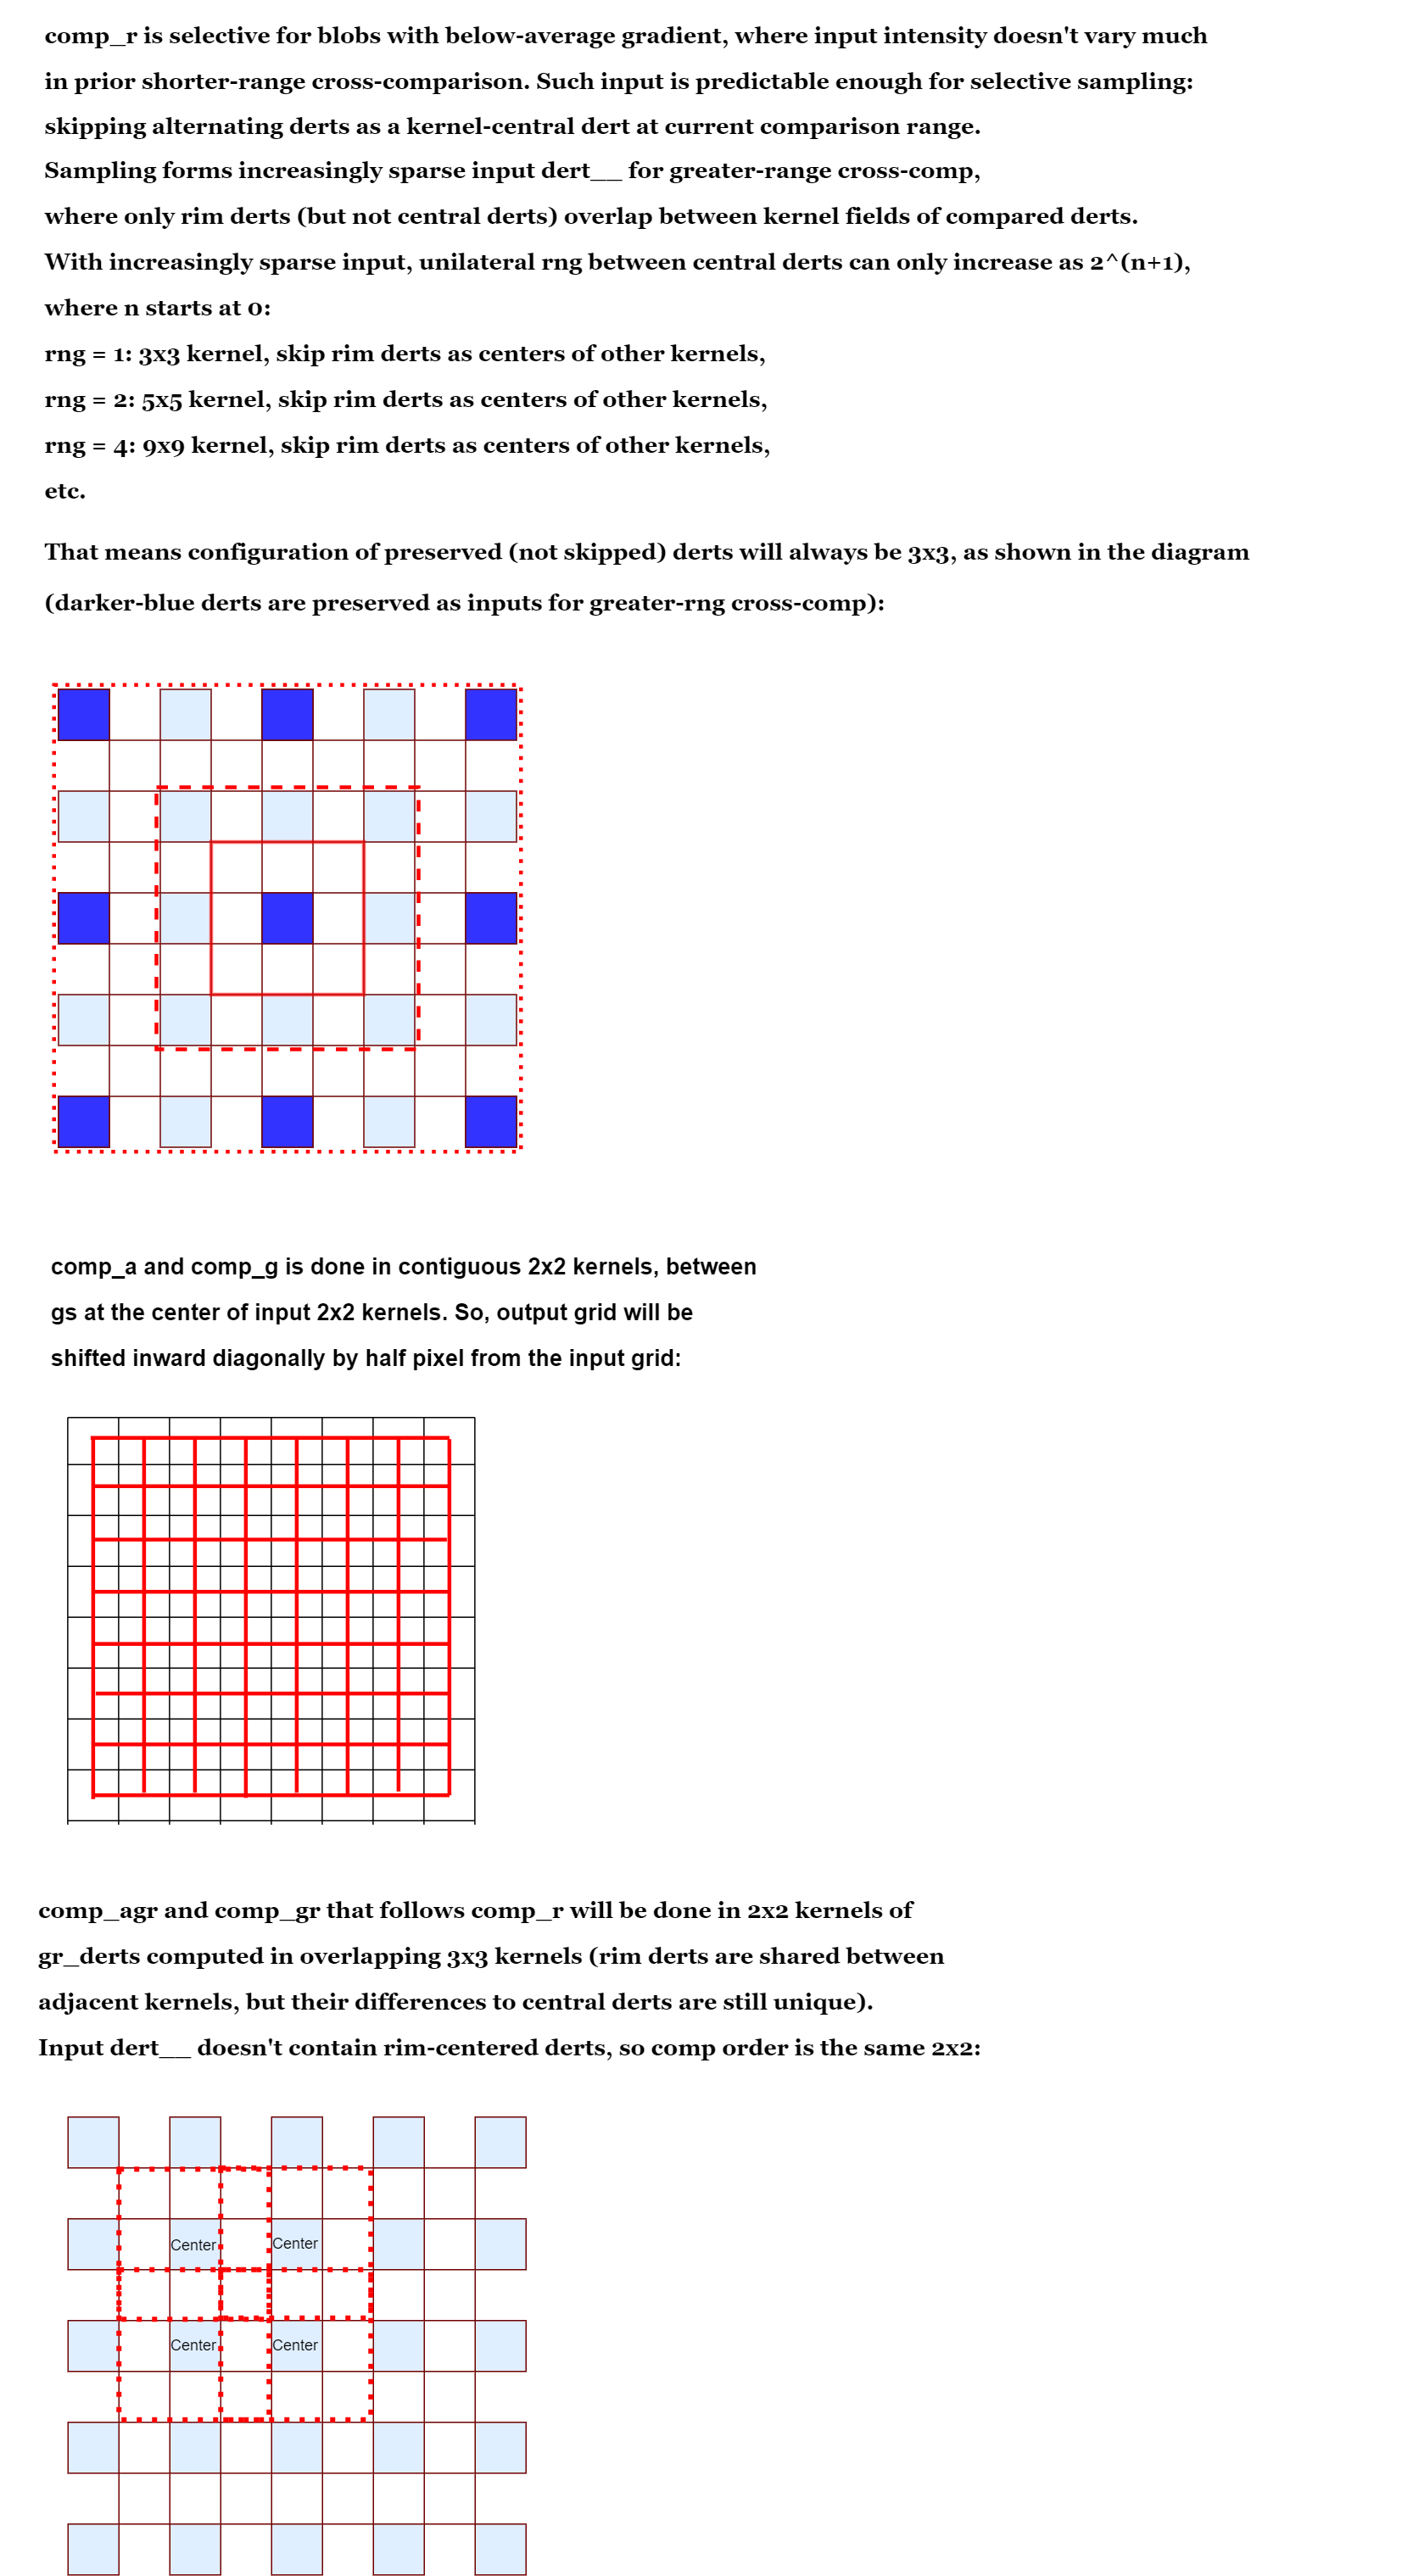 comp_r is selective for blobs with below-average gradient, where input intensity doesn't vary much
in prior shorter-range cross-comparison. Such input is predictable enough for selective sampling:
skipping alternating derts as a kernel-central dert at current comparison range.
Sampling forms increasingly sparse input dert__ for greater-range cross-comp,
where only rim derts (but not central derts) overlap between kernel fields of compared derts.
With increasingly sparse input, unilateral rng between central derts can only increase as 2^(n+1),
where n starts at 0:
rng = 1: 3x3 kernel, skip rim derts as centers of other kernels,
rng = 2: 5x5 kernel, skip rim derts as centers of other kernels,
rng = 4: 9x9 kernel, skip rim derts as centers of other kernels,
etc.
That means configuration of preserved (not skipped) derts will always be 3x3, as shown in the diagram
(darker-blue derts are preserved as inputs for greater-rng cross-comp):
comp_a and comp_g is done in contiguous 2x2 kernels, between
gs at the center of input 2x2 kernels. So, output grid will be
shifted inward diagonally by half pixel from the input grid:
comp_agr and comp_gr that follows comp_r will be done in 2x2 kernels of
gr_derts computed in overlapping 3x3 kernels (rim derts are shared between
adjacent kernels, but their differences to central derts are still unique).
Input dert__ doesn't contain rim-centered derts, so comp order is the same 2x2:
Center Center
Center Center